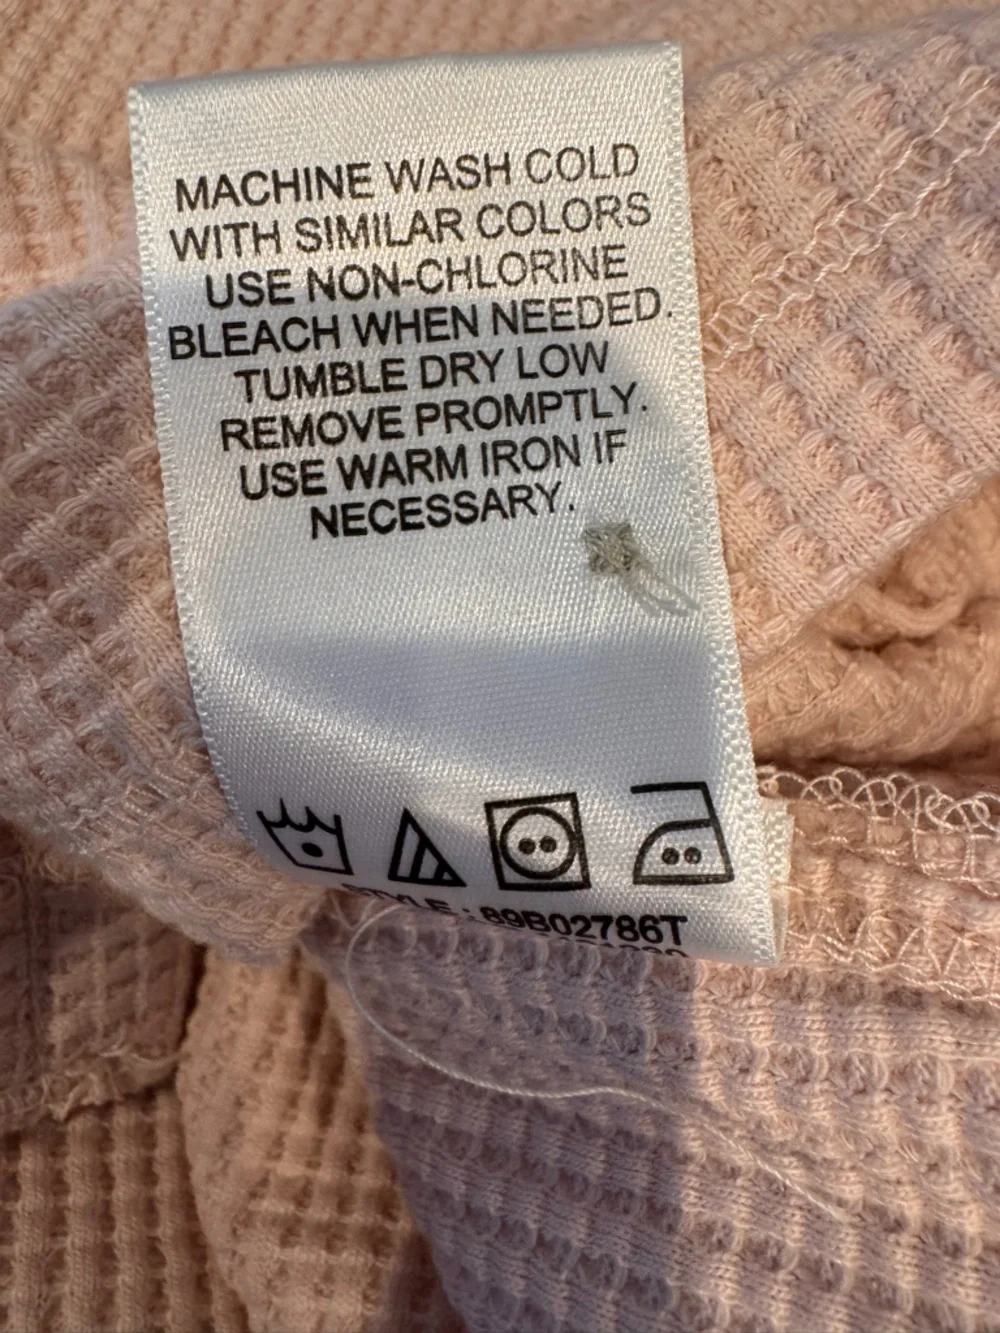 MACHINE WASH COLD
WITH SIMILAR COLORS
USE NON-CHLORINE
BLEACH WHEN NEEDED.
TUMBLE DRY LOW
REMOVE PROMPTLY.
USE WARM IRON IF
NECESSARY.
STYLE : 89B02786T